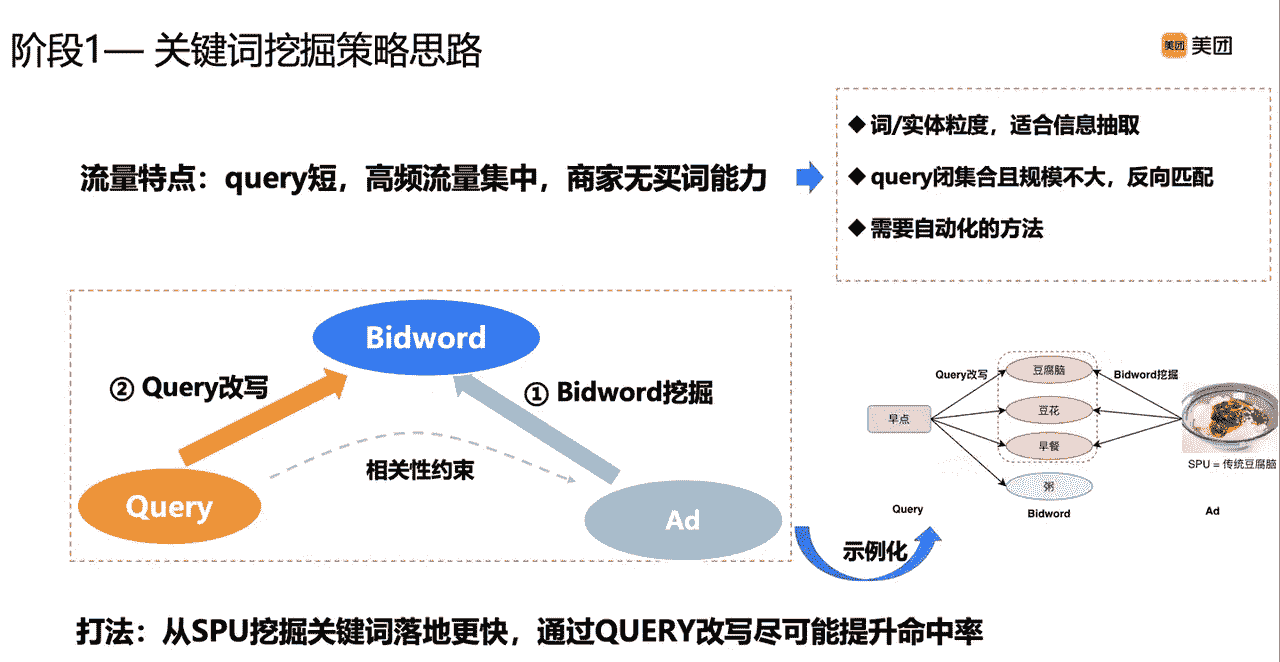 阶段1— 关键词挖掘策略思路
美团 美团
流量特点：query短，高频流量集中，商家无买词能力
◆ 词/实体粒度，适合信息抽取
◆ query闭集合且规模不大，反向匹配
◆ 需要自动化的方法
Bidword
② Query改写
① Bidword挖掘
相关性约束
Query
Ad
示例化
Query改写
Bidword挖掘
早点
豆腐脑
豆花
早餐
粥
SPU = 传统豆腐脑
Query
Bidword
Ad
打法：从SPU挖掘关键词落地更快，通过QUERY改写尽可能提升命中率